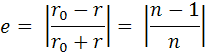 e = |r₀ − r / r₀ + r| = |n − 1 / n|